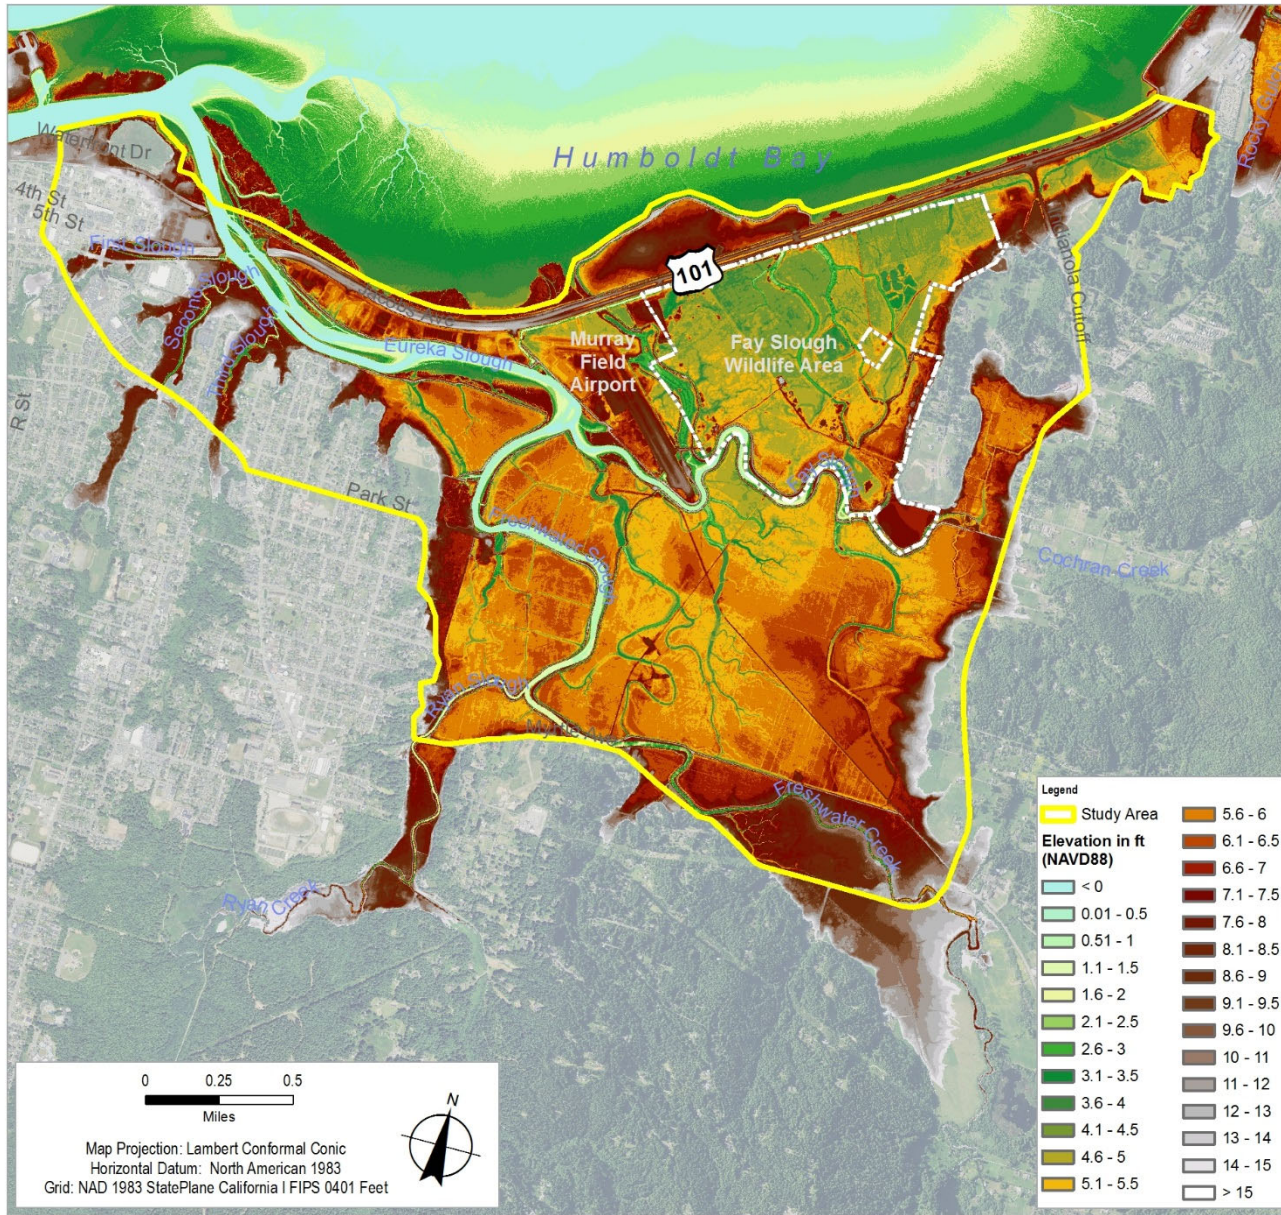 Humboldt Bay
Waterfront Dr
4th St
5th St
First Slough
Second Slough
Third Slough
R St
101
Eureka Slough
Murray
Field
Airport
Fay Slough
Wildlife Area
Indianola Cutoff
Rocky Gulch
Park St
Fay Slough
Freshwater Slough
Cochran Creek
Ryan Slough
Freshwater Creek
Ryan Creek
Legend
Study Area
Elevation in ft
(NAVD88)
< 0
0.01 - 0.5
0.51 - 1
1.1 - 1.5
1.6 - 2
2.1 - 2.5
2.6 - 3
3.1 - 3.5
3.6 - 4
4.1 - 4.5
4.6 - 5
5.1 - 5.5
5.6 - 6
6.1 - 6.5
6.6 - 7
7.1 - 7.5
7.6 - 8
8.1 - 8.5
8.6 - 9
9.1 - 9.5
9.6 - 10
10 - 11
11 - 12
12 - 13
13 - 14
14 - 15
> 15
0 0.25 0.5
Miles
N
Map Projection: Lambert Conformal Conic
Horizontal Datum: North American 1983
Grid: NAD 1983 StatePlane California I FIPS 0401 Feet